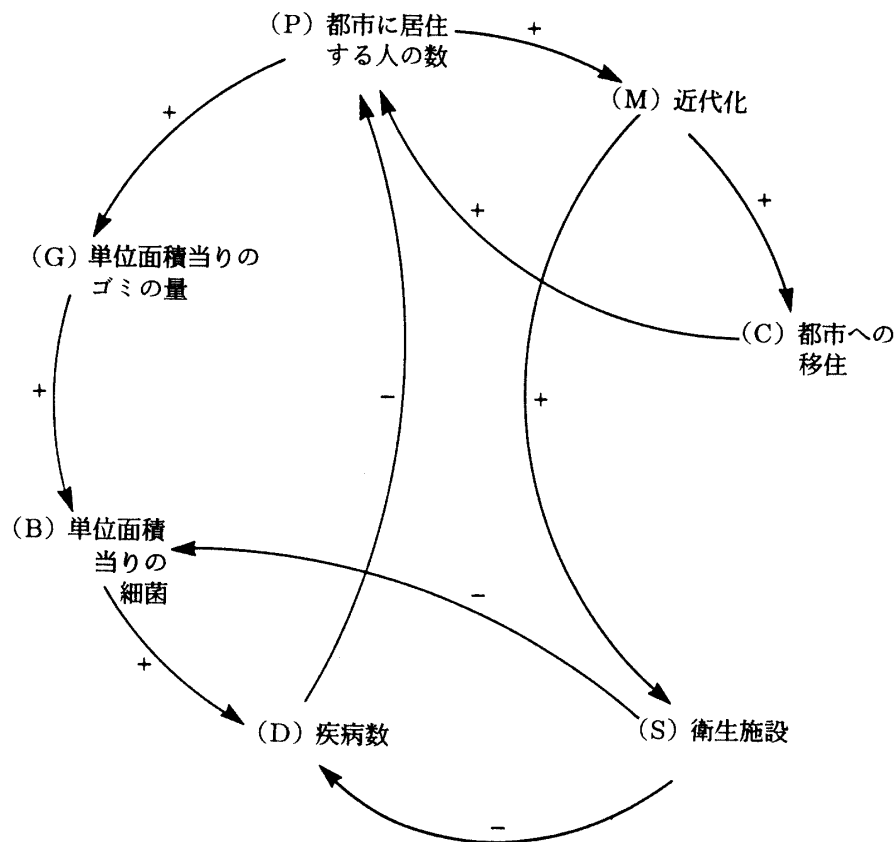 (P) 都市に居住
する人の数
+
(M) 近代化
+
+
+
(G) 単位面積当りの
ゴミの量
(C) 都市への
移住
+
−
+
(B) 単位面積
当りの
細菌
−
+
(D) 疾病数
(S) 衛生施設
−